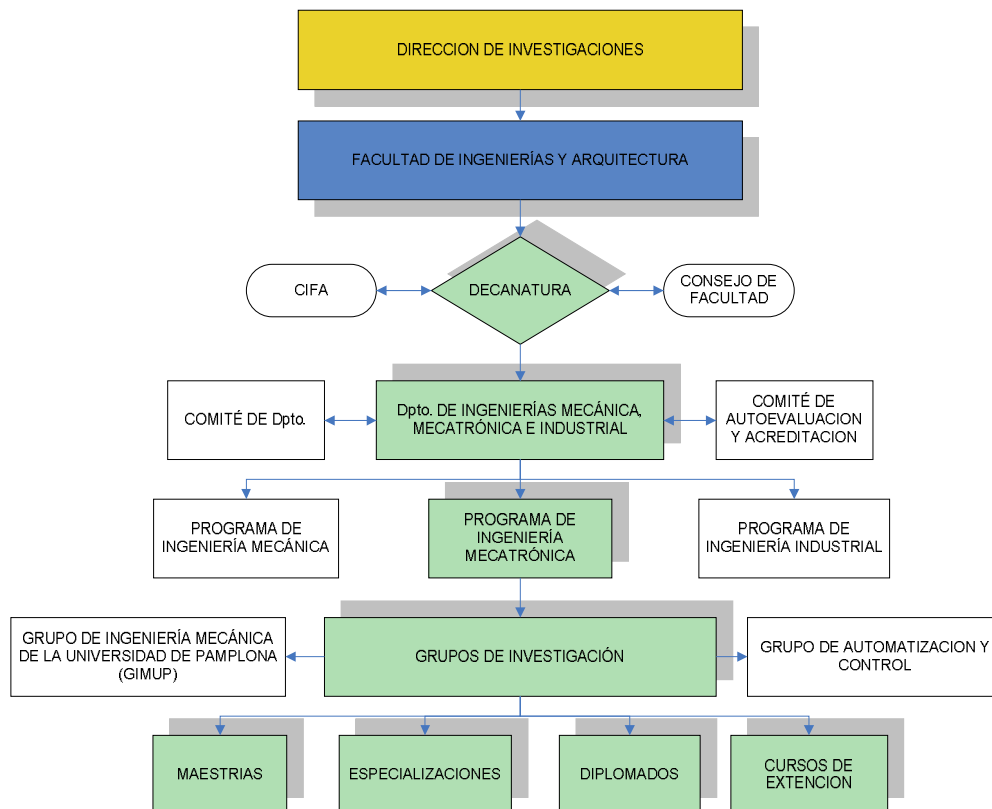 DIRECCION DE INVESTIGACIONES
FACULTAD DE INGENIERÍAS Y ARQUITECTURA
CIFA
DECANATURA
CONSEJO DE
FACULTAD
COMITÉ DE Dpto.
Dpto. DE INGENIERÍAS MECÁNICA,
MECATRÓNICA E INDUSTRIAL
COMITÉ DE
AUTOEVALUACION
Y ACREDITACION
PROGRAMA DE
INGENIERÍA MECÁNICA
PROGRAMA DE
INGENIERÍA
MECATRÓNICA
PROGRAMA DE
INGENIERÍA INDUSTRIAL
GRUPO DE INGENIERÍA MECÁNICA
DE LA UNIVERSIDAD DE PAMPLONA
(GIMUP)
GRUPOS DE INVESTIGACIÓN
GRUPO DE AUTOMATIZACION Y
CONTROL
MAESTRIAS
ESPECIALIZACIONES
DIPLOMADOS
CURSOS DE
EXTENCION